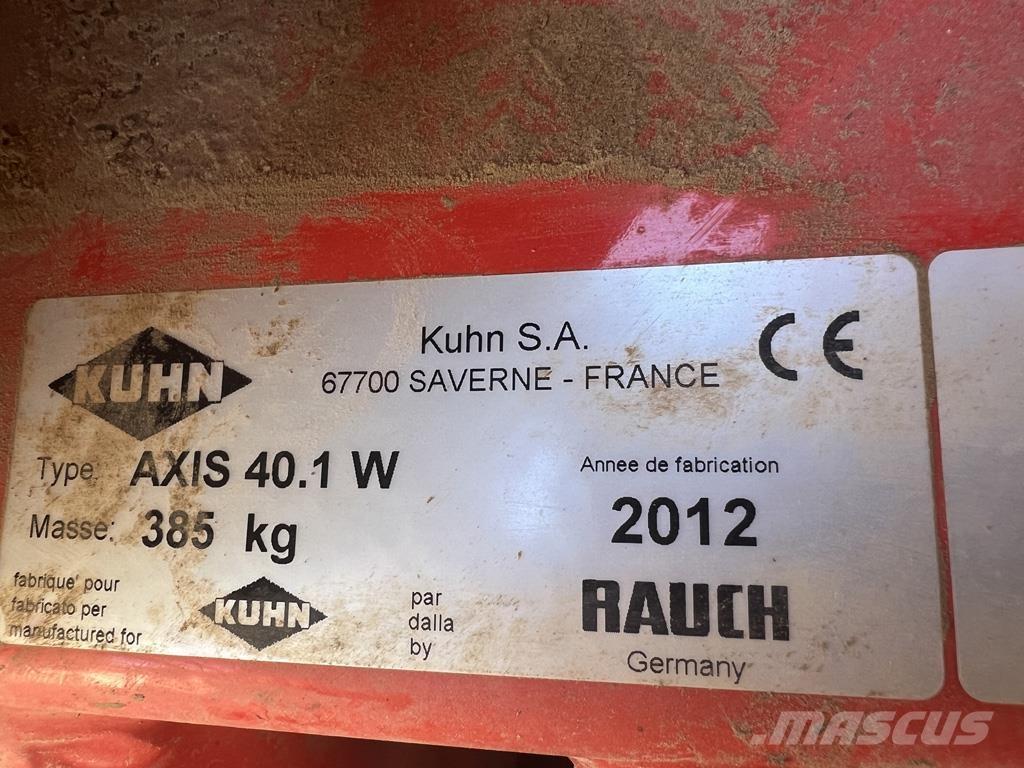 KUHN
Kuhn S.A.
67700 SAVERNE - FRANCE
CE
Type: AXIS 40.1 W
Annee de fabrication
Masse: 385 kg
2012
fabrique' pour
fabricato per
manufactured for
KUHN
par
dalla
by
RAUCH
Germany
MASCUS